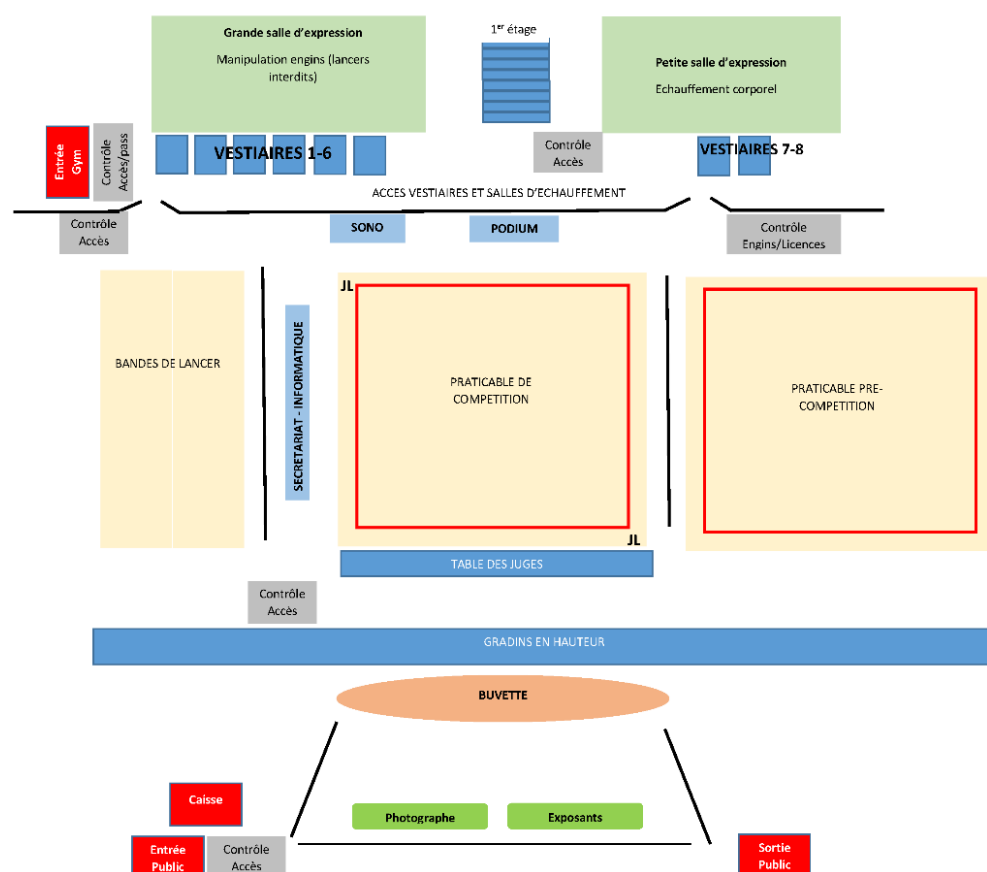 Grande salle d'expression
Manipulation engins (lancers
interdits)
1er étage
Petite salle d'expression
Echauffement corporel
Entrée
Gym
Contrôle
Accès/pass
VESTIAIRES 1-6
Contrôle
Accès
VESTIAIRES 7-8
ACCES VESTIAIRES ET SALLES D'ECHAUFFEMENT
Contrôle
Accès
SONO
PODIUM
Contrôle
Engins/Licences
JL
BANDES DE LANCER
SECRETARIAT - INFORMATIQUE
PRATICABLE DE
COMPETITION
PRATICABLE PRE-
COMPETITION
JL
TABLE DES JUGES
Contrôle
Accès
GRADINS EN HAUTEUR
BUVETTE
Caisse
Photographe
Exposants
Entrée
Public
Contrôle
Accès
Sortie
Public